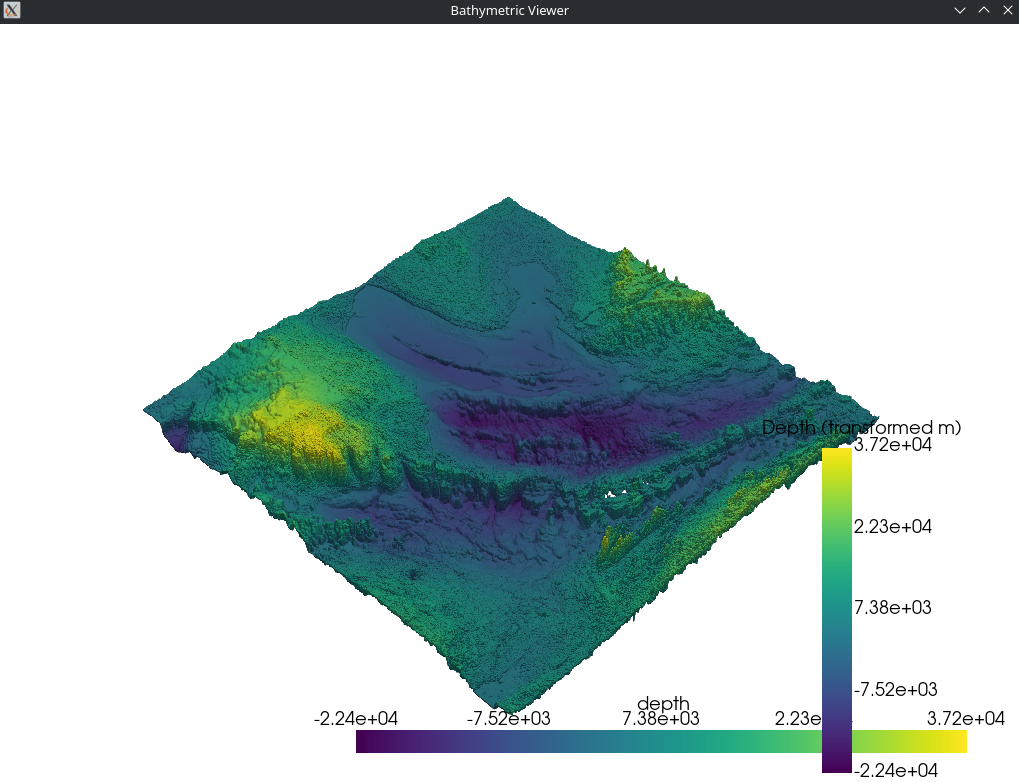 Bathymetric Viewer
Depth (transformed m)
3.72e+04
2.23e+04
7.38e+03
-7.52e+03
-2.24e+04
depth
-2.24e+04 -7.52e+03 7.38e+03 2.23e 3.72e+04